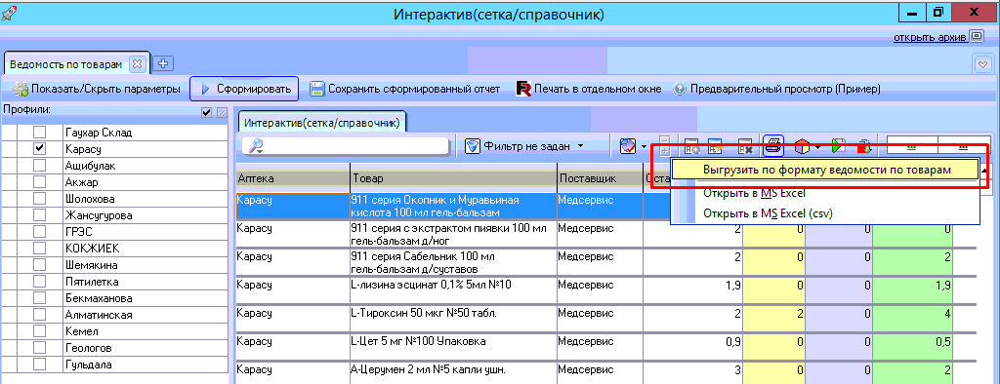 Интерактив(сетка/справочник)
открыть архив
Ведомость по товарам
Показать/Скрыть параметры
Сформировать
Сохранить сформированный отчет
Печать в отдельном окне
Предварительный просмотр (Пример)
Профили:
Гаухар Склад
Карасу
Ащибулак
Акжар
Шолохова
Жансугурова
ГРЭС
КОКЖИЕК
Шемякина
Пятилетка
Бекмаханова
Алматинская
Кемел
Геологов
Гульдала
Интерактив(сетка/справочник)
Фильтр не задан
Выгрузить по формату ведомости по товарам
Открыть в MS Excel
Открыть в MS Excel (csv)
Аптека Товар Поставщик Оста
Карасу 911 серия Окопник и Муравьиная Медсервис
кислота 100 мл гель-бальзам
Карасу 911 серия с экстрактом пиявки 100 мл Медсервис 2 0 0 0
гель-бальзам д/ног
Карасу 911 серия Сабельник 100 мл Медсервис 2 0 0 2
гель-бальзам д/суставов
Карасу L-лизина эсцинат 0,1% 5мл №10 Медсервис 1,9 0 0 1,9
Карасу L-Тироксин 50 мкг №50 табл. Медсервис 2 2 0 4
Карасу L-Цет 5 мг №100 Упаковка Медсервис 0,9 0 0 0,5
Карасу А-Церумен 2 мл №5 капли ушн. Медсервис 3 0 0 2